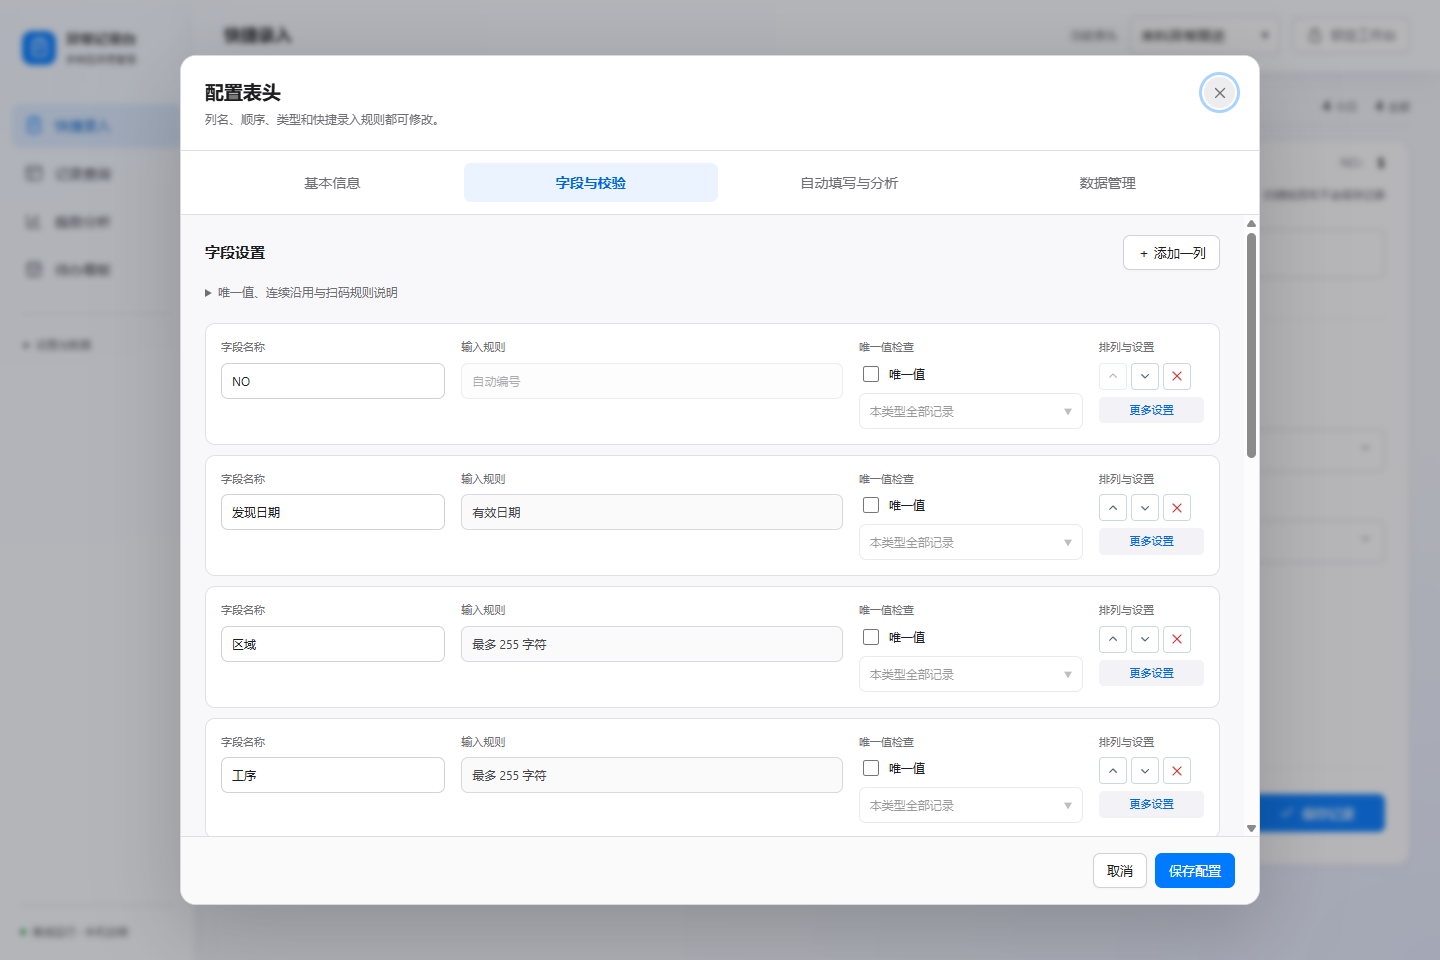 配置表头
列名、顺序、类型和快捷录入规则都可修改。
基本信息
字段与校验
自动填写与分析
数据管理
字段设置
+ 添加一列
唯一值、连续沿用与扫码规则说明
字段名称
输入规则
唯一值检查
排列与设置
NO
自动编号
唯一值
本类型全部记录
更多设置
字段名称
输入规则
唯一值检查
排列与设置
发现日期
有效日期
唯一值
本类型全部记录
更多设置
字段名称
输入规则
唯一值检查
排列与设置
区域
最多 255 字符
唯一值
本类型全部记录
更多设置
字段名称
输入规则
唯一值检查
排列与设置
工序
最多 255 字符
唯一值
本类型全部记录
更多设置
取消
保存配置